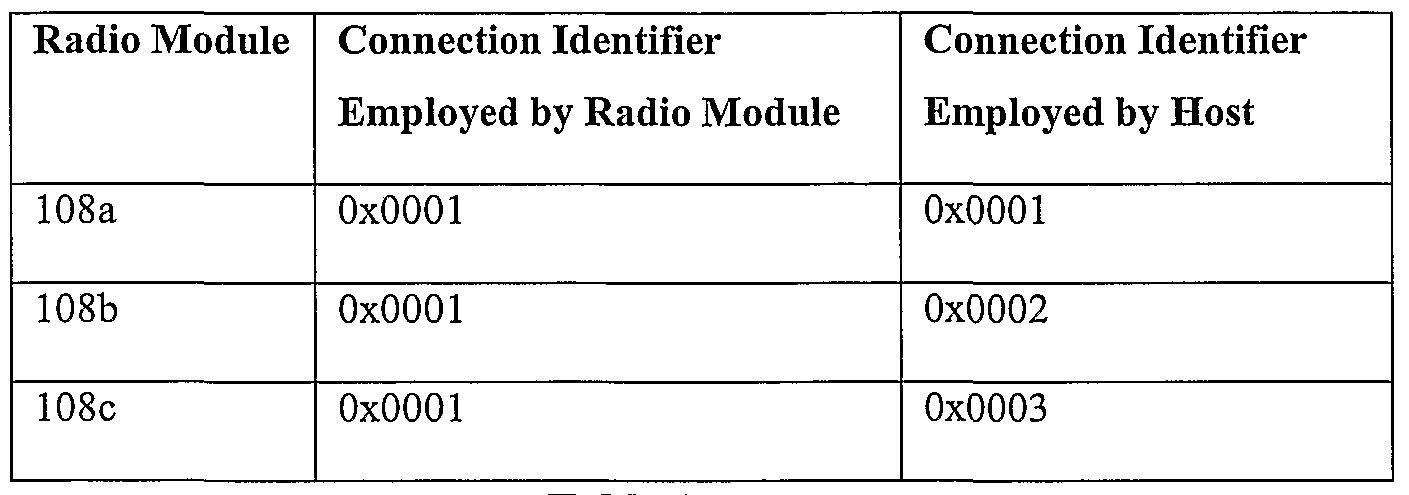 Radio Module Connection Identifier Connection Identifier
Employed by Radio Module Employed by Host
108a 0x0001 0x0001
108b 0x0001 0x0002
108c 0x0001 0x0003